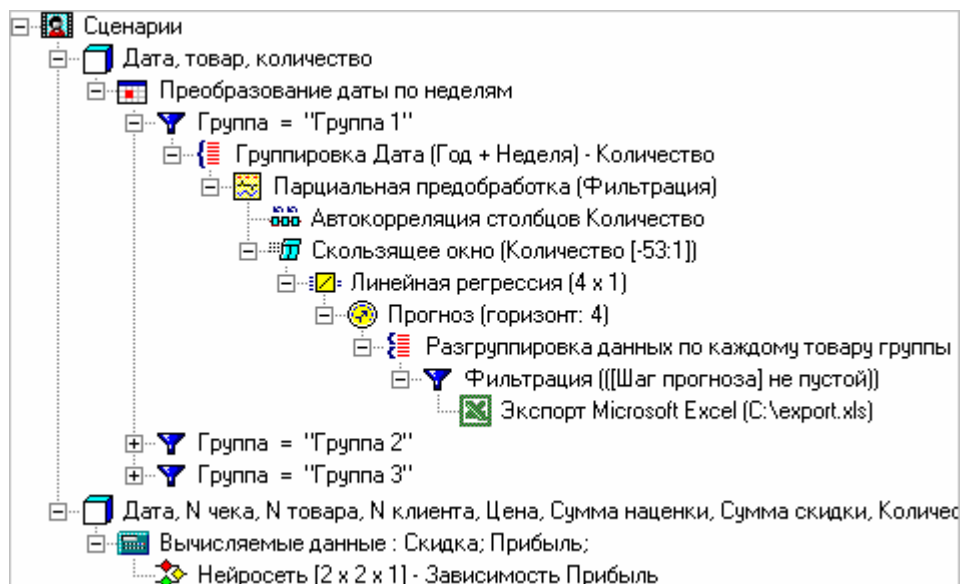 Сценарии
Дата, товар, количество
Преобразование даты по неделям
Группа = "Группа 1"
Группировка Дата (Год + Неделя) - Количество
Парциальная предобработка (Фильтрация)
Автокорреляция столбцов Количество
Скользящее окно (Количество [-53:1])
Линейная регрессия (4 x 1)
Прогноз (горизонт: 4)
Разгруппировка данных по каждому товару группы
Фильтрация (([Шаг прогноза] не пустой))
Экспорт Microsoft Excel (C:\export.xls)
Группа = "Группа 2"
Группа = "Группа 3"
Дата, N чека, N товара, N клиента, Цена, Сумма наценки, Сумма скидки, Количес
Вычисляемые данные : Скидка; Прибыль;
Нейросеть [2 x 2 x 1] - Зависимость Прибыль